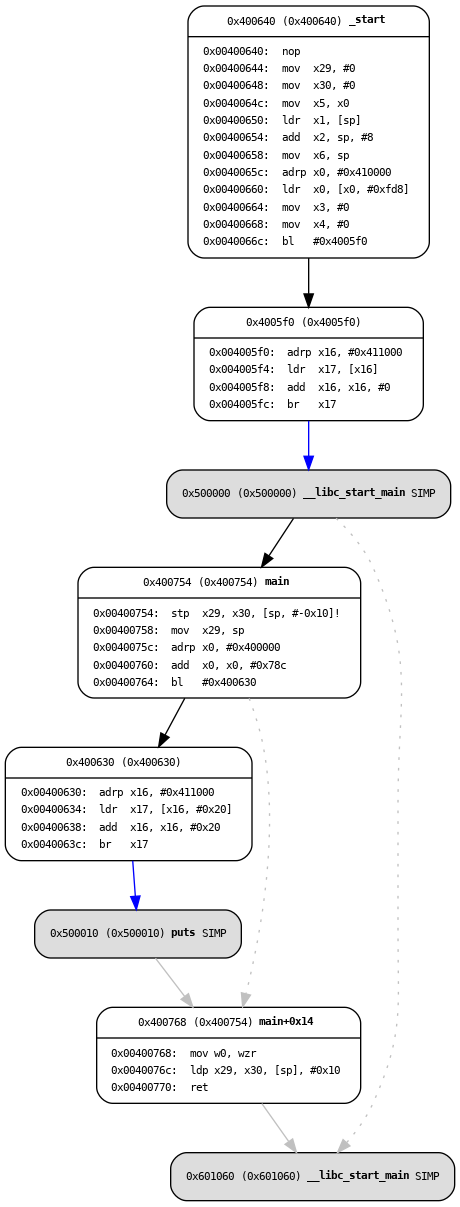 0x400640 (0x400640) _start
0x00400640: nop
0x00400644: mov x29, #0
0x00400648: mov x30, #0
0x0040064c: mov x5, x0
0x00400650: ldr x1, [sp]
0x00400654: add x2, sp, #8
0x00400658: mov x6, sp
0x0040065c: adrp x0, #0x410000
0x00400660: ldr x0, [x0, #0xfd8]
0x00400664: mov x3, #0
0x00400668: mov x4, #0
0x0040066c: bl #0x4005f0
0x4005f0 (0x4005f0)
0x004005f0: adrp x16, #0x411000
0x004005f4: ldr x17, [x16]
0x004005f8: add x16, x16, #0
0x004005fc: br x17
0x500000 (0x500000) __libc_start_main SIMP
0x400754 (0x400754) main
0x00400754: stp x29, x30, [sp, #-0x10]!
0x00400758: mov x29, sp
0x0040075c: adrp x0, #0x400000
0x00400760: add x0, x0, #0x78c
0x00400764: bl #0x400630
0x400630 (0x400630)
0x00400630: adrp x16, #0x411000
0x00400634: ldr x17, [x16, #0x20]
0x00400638: add x16, x16, #0x20
0x0040063c: br x17
0x500010 (0x500010) puts SIMP
0x400768 (0x400754) main+0x14
0x00400768: mov w0, wzr
0x0040076c: ldp x29, x30, [sp], #0x10
0x00400770: ret
0x601060 (0x601060) __libc_start_main SIMP